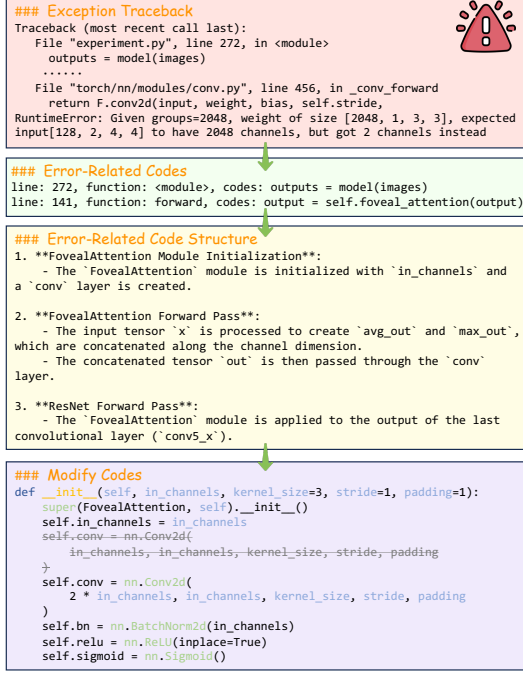 ### Exception Traceback
Traceback (most recent call last):
File "experiment.py", line 272, in <module>
outputs = model(images)
......
File "torch/nn/modules/conv.py", line 456, in _conv_forward
return F.conv2d(input, weight, bias, self.stride,
RuntimeError: Given groups=2048, weight of size [2048, 1, 3, 3], expected
input[128, 2, 4, 4] to have 2048 channels, but got 2 channels instead
### Error-Related Codes
line: 272, function: <module>, codes: outputs = model(images)
line: 141, function: forward, codes: output = self.foveal_attention(output)
### Error-Related Code Structure
1. **FovealAttention Module Initialization**:
- The `FovealAttention` module is initialized with `in_channels` and
a `conv` layer is created.
2. **FovealAttention Forward Pass**:
- The input tensor `x` is processed to create `avg_out` and `max_out`,
which are concatenated along the channel dimension.
- The concatenated tensor `out` is then passed through the `conv`
layer.
3. **ResNet Forward Pass**:
- The `FovealAttention` module is applied to the output of the last
convolutional layer (`conv5_x`).
### Modify Codes
def __init__(self, in_channels, kernel_size=3, stride=1, padding=1):
super(FovealAttention, self).__init__()
self.in_channels = in_channels
self.conv = nn.Conv2d(
in_channels, in_channels, kernel_size, stride, padding
)
self.conv = nn.Conv2d(
2 * in_channels, in_channels, kernel_size, stride, padding
)
self.bn = nn.BatchNorm2d(in_channels)
self.relu = nn.ReLU(inplace=True)
self.sigmoid = nn.Sigmoid()